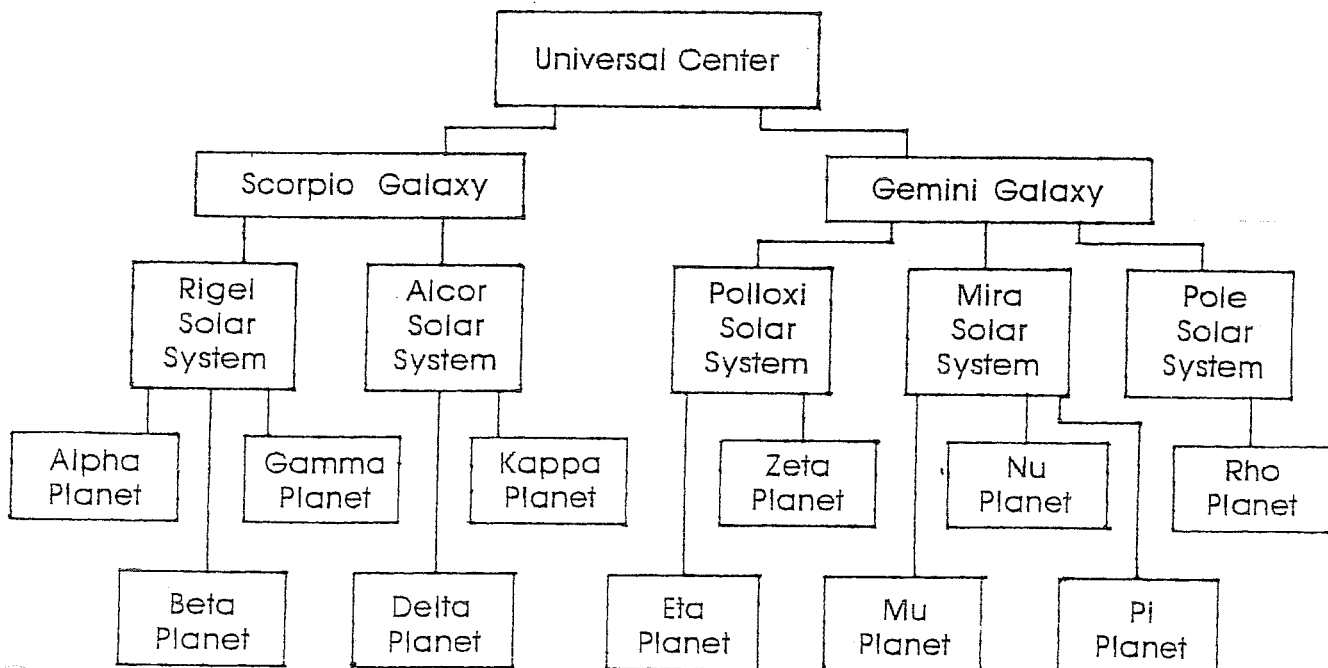 Universal Center
Scorpio Galaxy
Gemini Galaxy
Rigel
Solar
System
Alcor
Solar
System
Polloxi
Solar
System
Mira
Solar
System
Pole
Solar
System
Alpha
Planet
Gamma
Planet
Kappa
Planet
Zeta
Planet
Nu
Planet
Rho
Planet
Beta
Planet
Delta
Planet
Eta
Planet
Mu
Planet
Pi
Planet